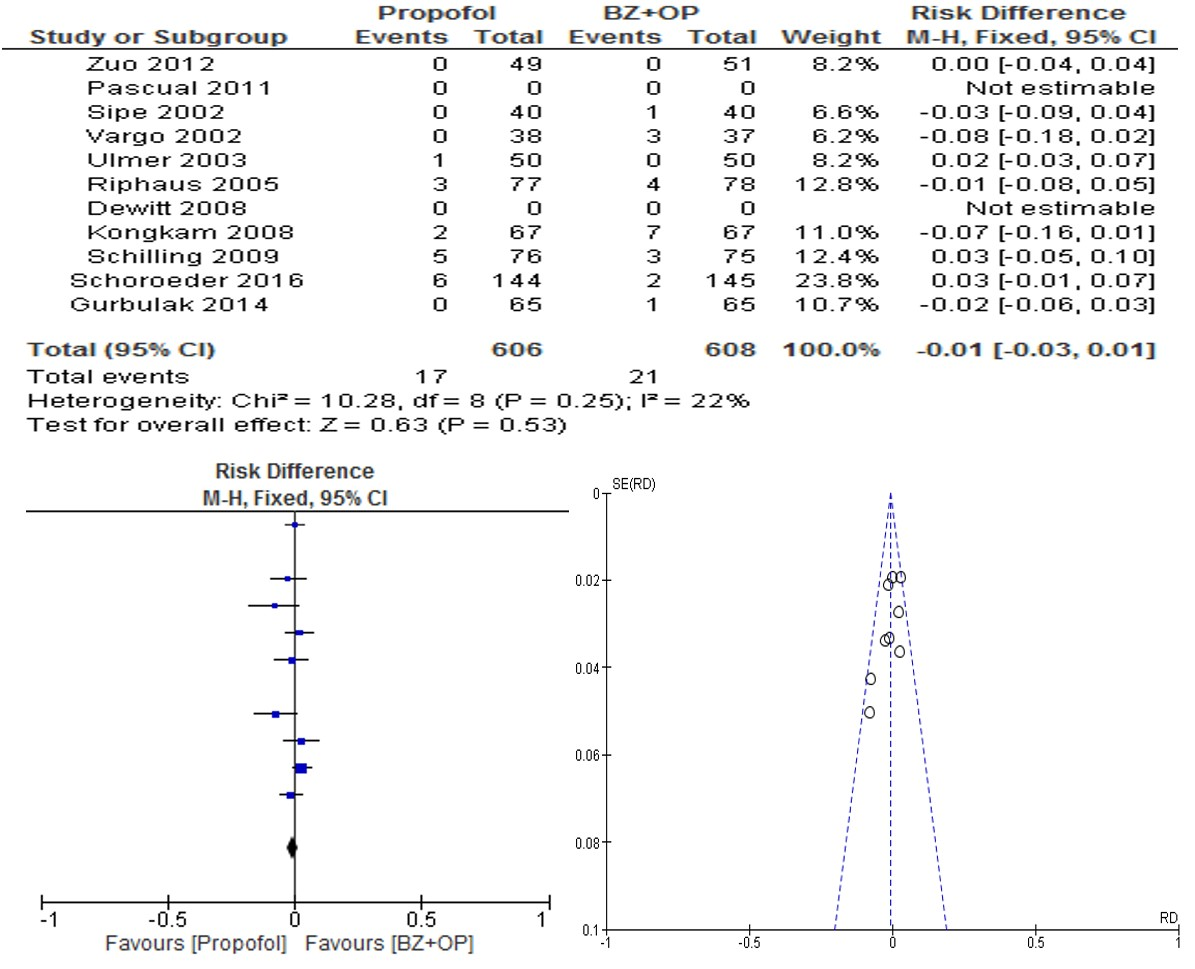 Propofol BZ+OP Risk Difference
Study or Subgroup Events Total Events Total Weight M-H, Fixed, 95% CI
Zuo 2012 0 49 0 51 8.2% 0.00 [-0.04, 0.04]
Pascual 2011 0 0 0 0 Not estimable
Sipe 2002 0 40 1 40 6.6% -0.03 [-0.09, 0.04]
Vargo 2002 0 38 3 37 6.2% -0.08 [-0.18, 0.02]
Ulmer 2003 1 50 0 50 8.2% 0.02 [-0.03, 0.07]
Riphaus 2005 3 77 4 78 12.8% -0.01 [-0.08, 0.05]
Dewitt 2008 0 0 0 0 Not estimable
Kongkam 2008 2 67 7 67 11.0% -0.07 [-0.16, 0.01]
Schilling 2009 5 76 3 75 12.4% 0.03 [-0.05, 0.10]
Schoroeder 2016 6 144 2 145 23.8% 0.03 [-0.01, 0.07]
Gurbulak 2014 0 65 1 65 10.7% -0.02 [-0.06, 0.03]
Total (95% CI) 606 608 100.0% -0.01 [-0.03, 0.01]
Total events 17 21
Heterogeneity: Chi² = 10.28, df = 8 (P = 0.25); I² = 22%
Test for overall effect: Z = 0.63 (P = 0.53)
Risk Difference
M-H, Fixed, 95% CI
-1 -0.5 0 0.5 1
Favours [Propofol] Favours [BZ+OP]
SE(RD)
0
0.02
0.04
0.06
0.08
0.1
RD
-1 -0.5 0 0.5 1